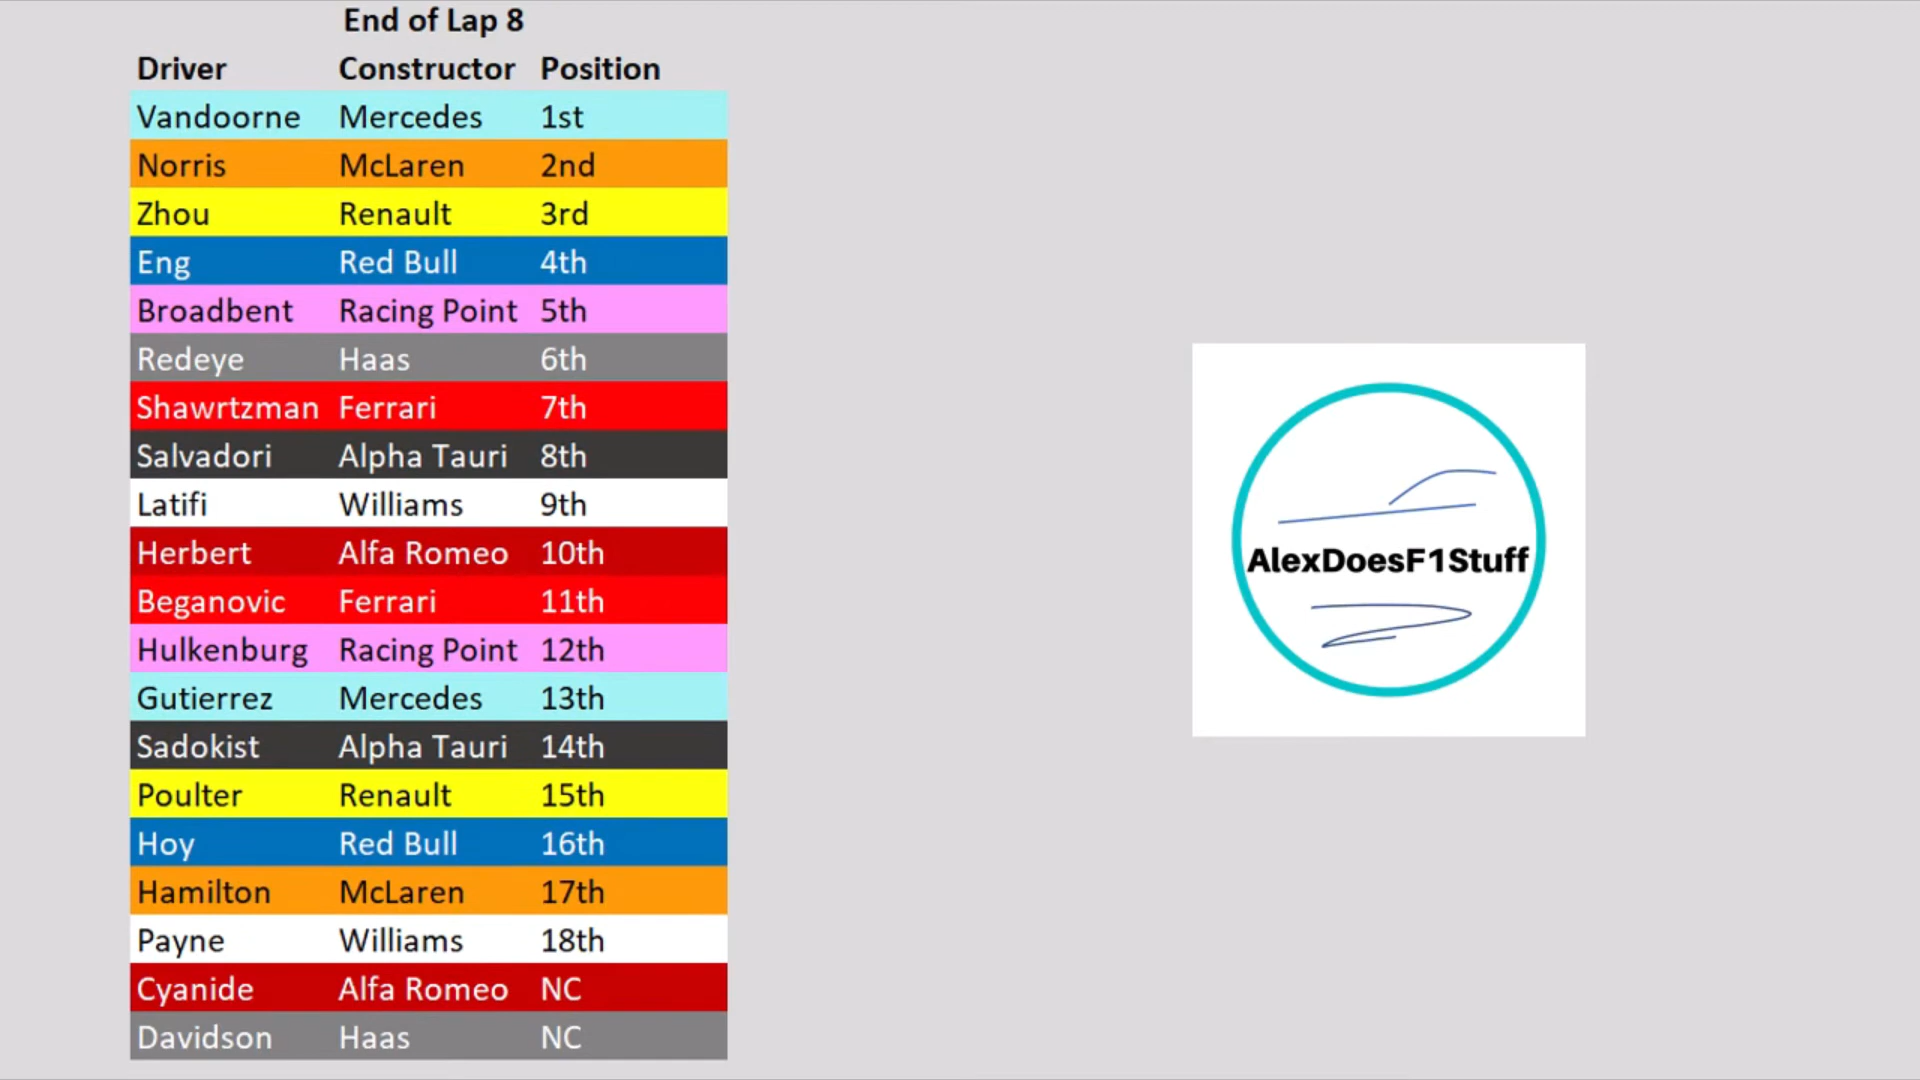 End of Lap 8
Driver Constructor Position
Vandoorne Mercedes 1st
Norris McLaren 2nd
Zhou Renault 3rd
Eng Red Bull 4th
Broadbent Racing Point 5th
Redeye Haas 6th
Shawrtzman Ferrari 7th
Salvadori Alpha Tauri 8th
Latifi Williams 9th
Herbert Alfa Romeo 10th
Beganovic Ferrari 11th
Hulkenburg Racing Point 12th
Gutierrez Mercedes 13th
Sadokist Alpha Tauri 14th
Poulter Renault 15th
Hoy Red Bull 16th
Hamilton McLaren 17th
Payne Williams 18th
Cyanide Alfa Romeo NC
Davidson Haas NC
AlexDoesF1Stuff